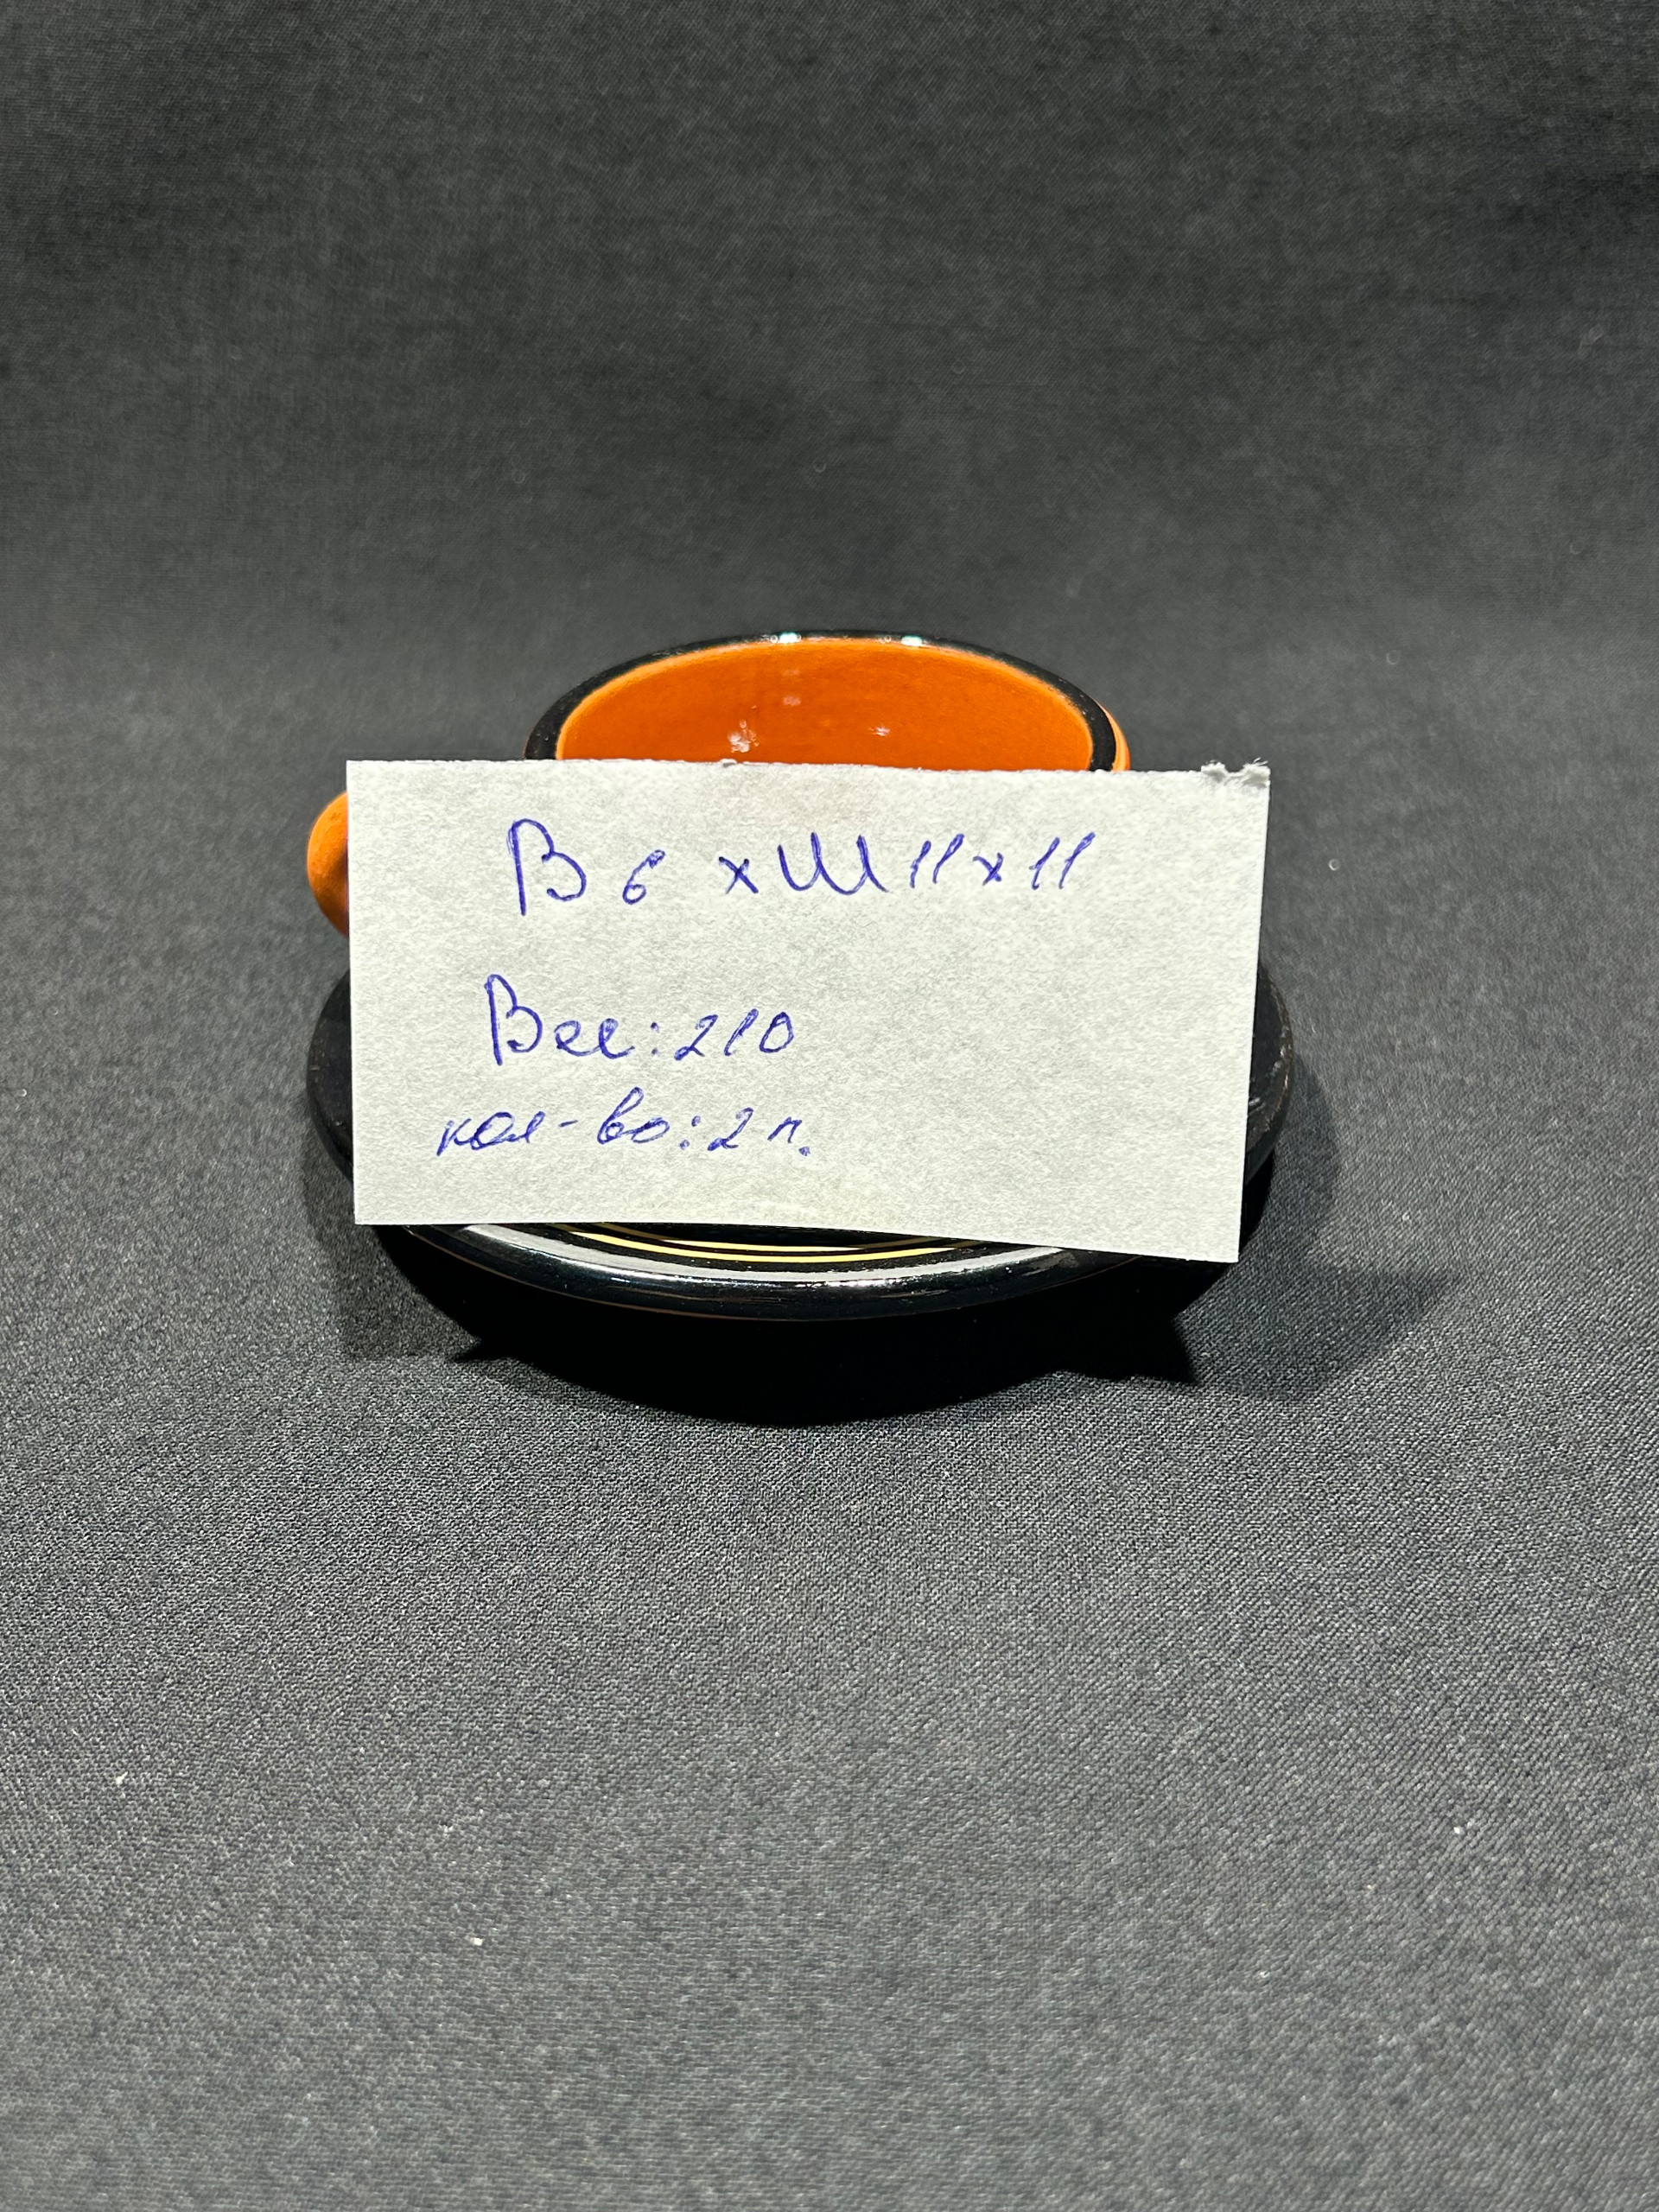 В 6 х Ш 11 х 11
Вес: 210
кол-во: 2 п.